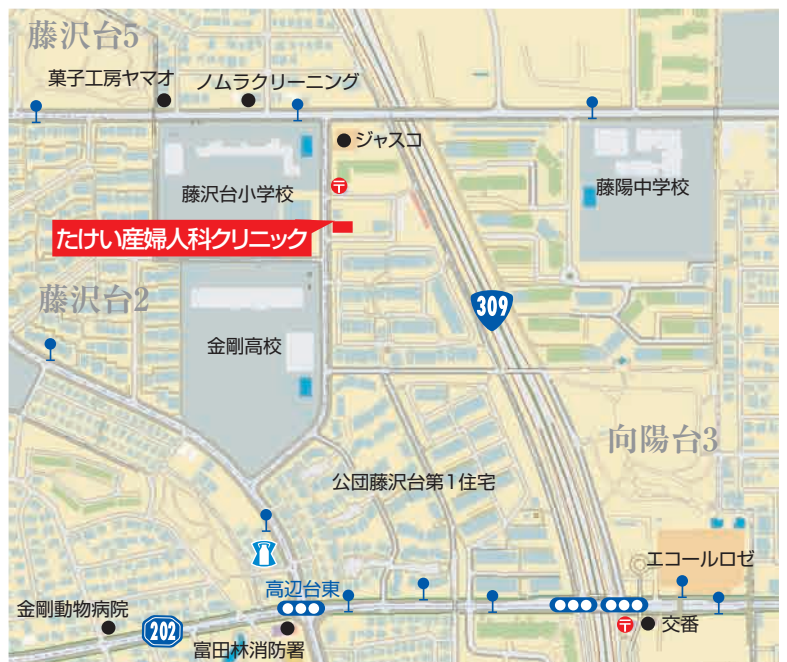 藤沢台5
菓子工房ヤマオ
ノムラクリーニング
ジャスコ
藤沢台小学校
〒
藤陽中学校
たけい産婦人科クリニック
藤沢台2
309
金剛高校
向陽台3
公団藤沢台第1住宅
エコールロゼ
高辺台東
金剛動物病院
202
〒
交番
富田林消防署